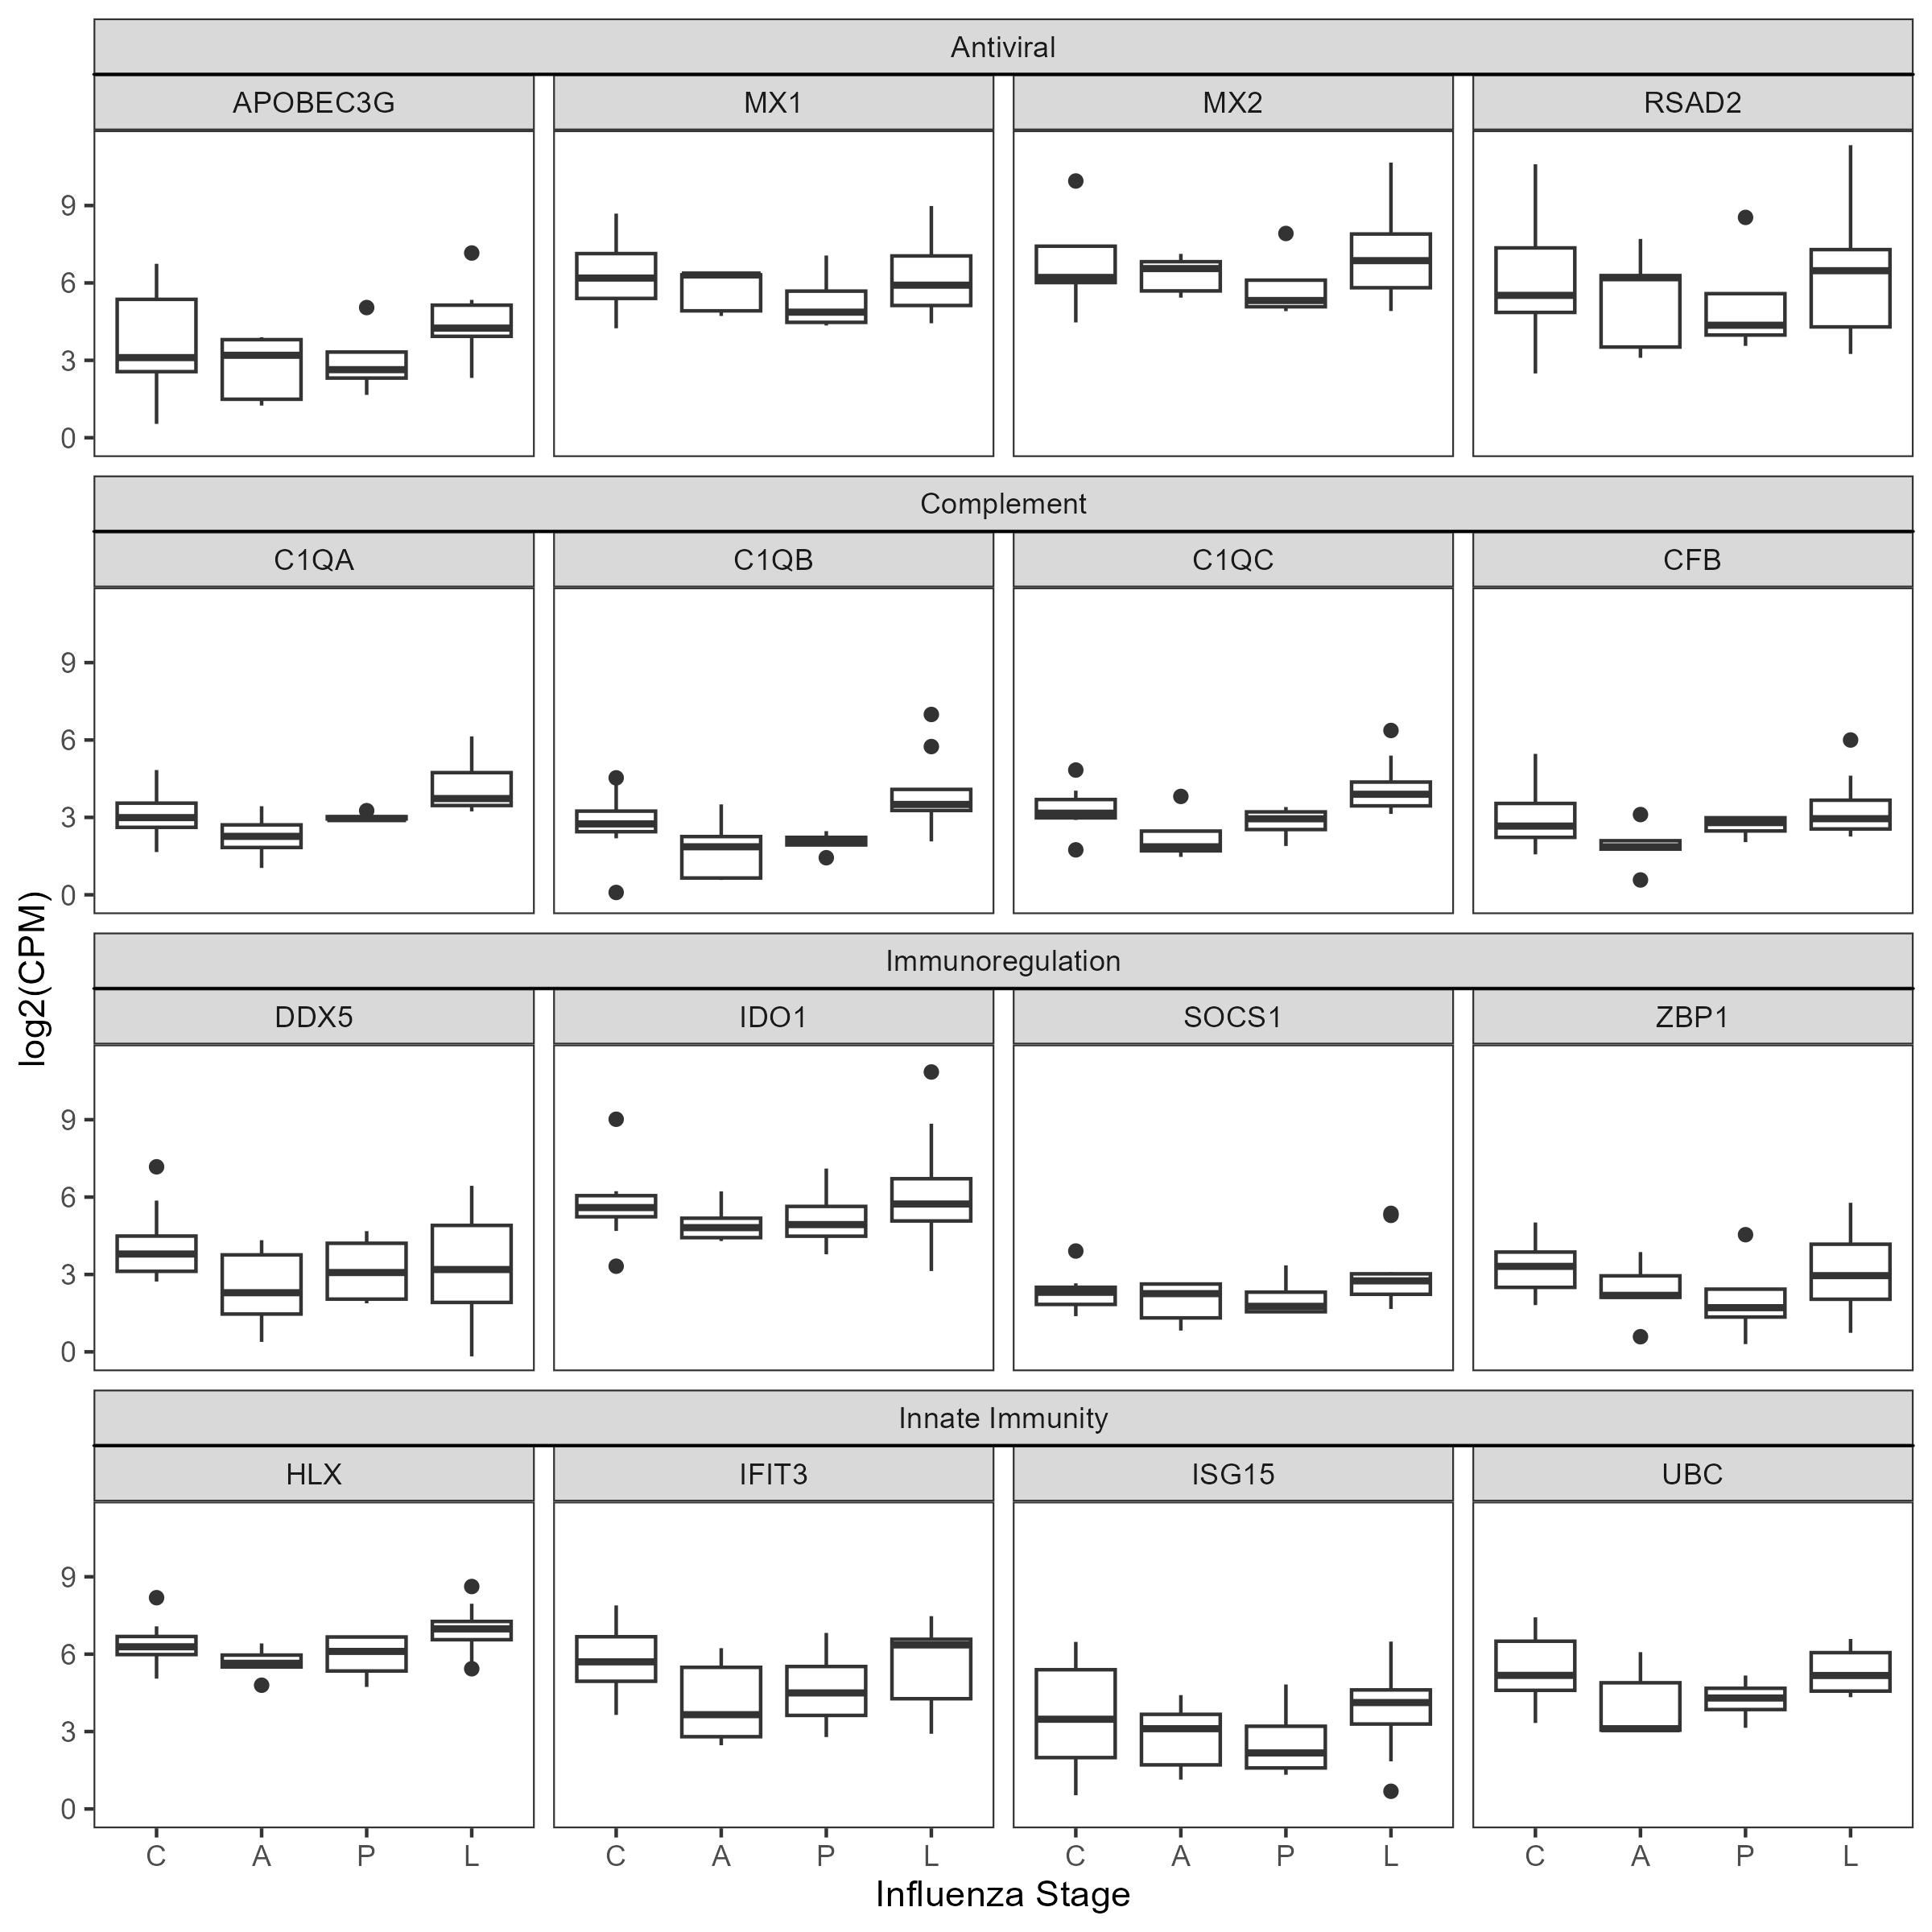 Antiviral
APOBEC3G MX1 MX2 RSAD2
9
6
3
0
Complement
C1QA C1QB C1QC CFB
9
6
3
0
Immunoregulation
DDX5 IDO1 SOCS1 ZBP1
9
6
3
0
Innate Immunity
HLX IFIT3 ISG15 UBC
9
6
3
0
C A P L C A P L C A P L C A P L
Influenza Stage
log2(CPM)